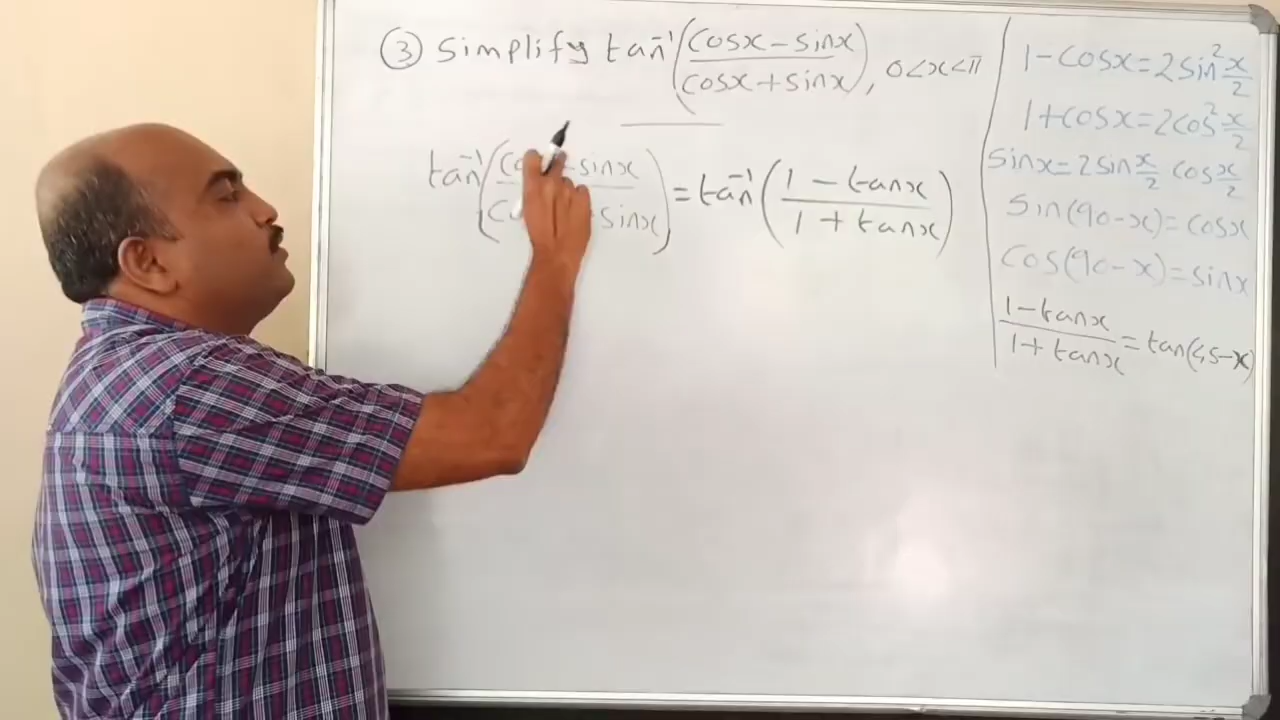 ③ Simplify tan⁻¹((cosx − sinx)/(cosx + sinx)), 0<x<π
tan⁻¹( − sinx / sinx) = tan⁻¹((1 − tanx)/(1 + tanx))
1 − cosx = 2sin² x/2
1 + cosx = 2cos² x/2
sinx = 2 sin x/2 cos x/2
sin(90 − x) = cosx
cos(90 − x) = sinx
(1 − tanx)/(1 + tanx) = tan(45 − x)